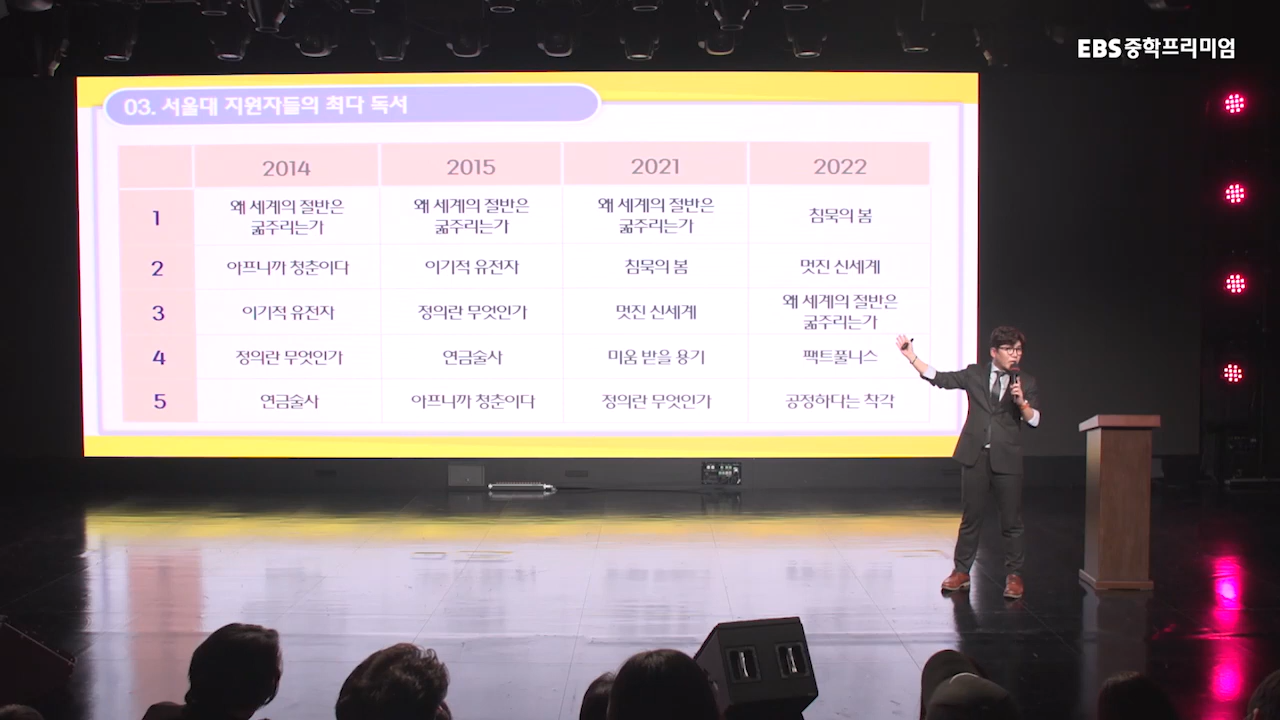 EBS 중학프리미엄
03. 서울대 지원자들의 최다 독서
2014 2015 2021 2022
1 왜 세계의 절반은 굶주리는가 왜 세계의 절반은 굶주리는가 왜 세계의 절반은 굶주리는가 침묵의 봄
2 아프니까 청춘이다 이기적 유전자 침묵의 봄 멋진 신세계
3 이기적 유전자 정의란 무엇인가 멋진 신세계 왜 세계의 절반은 굶주리는가
4 정의란 무엇인가 연금술사 미움 받을 용기 팩트풀니스
5 연금술사 아프니까 청춘이다 정의란 무엇인가 공정하다는 착각